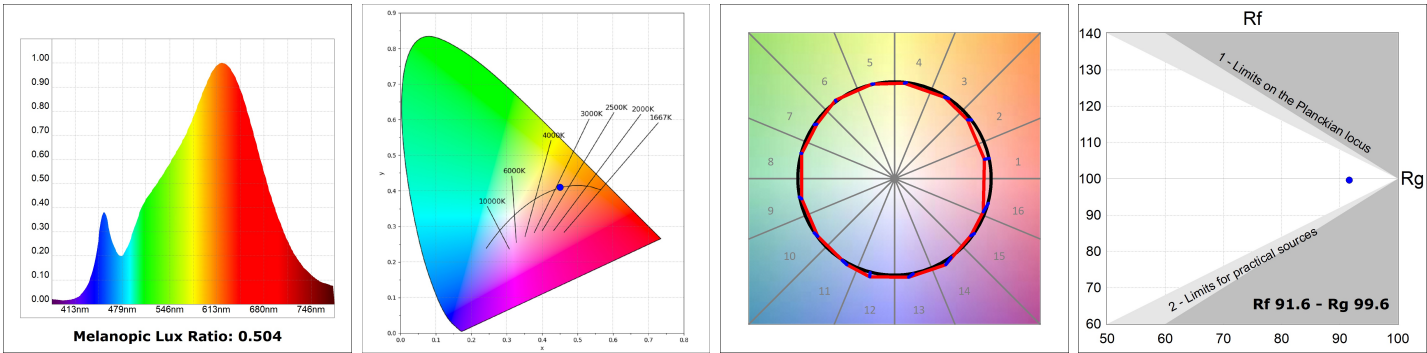 1.00
0.90
0.80
0.70
0.60
0.50
0.40
0.30
0.20
0.10
0.00
413nm 479nm 546nm 613nm 680nm 746nm
Melanopic Lux Ratio: 0.504
0.9
0.8
0.7
0.6
0.5
0.4
0.3
0.2
0.1
0.0
y
0.0 0.1 0.2 0.3 0.4 0.5 0.6 0.7 0.8
x
1667K
2000K
2500K
3000K
4000K
6000K
10000K
5 4
6 3
7 2
8 1
9 16
10 15
11 14
12 13
Rf
140
130
120
110
100
90
80
70
60
Rg
1 - Limits on the Planckian locus
2 - Limits for practical sources
Rf 91.6 - Rg 99.6
50 60 70 80 90 100